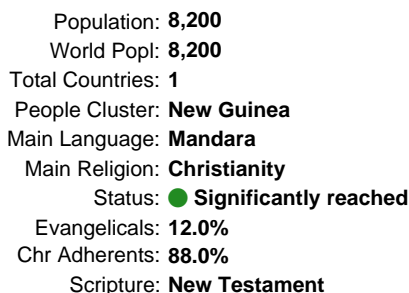 Population: 8,200
World Popl: 8,200
Total Countries: 1
People Cluster: New Guinea
Main Language: Mandara
Main Religion: Christianity
Status: Significantly reached
Evangelicals: 12.0%
Chr Adherents: 88.0%
Scripture: New Testament